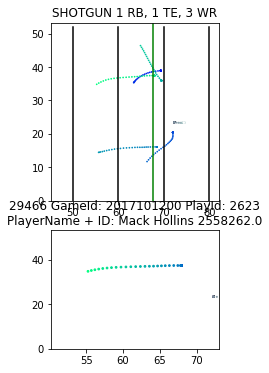 SHOTGUN 1 RB, 1 TE, 3 WR
50
40
30
20
10
0
50 60 70 80
29466 GameId: 2017101200 PlayId: 2623
PlayerName + ID: Mack Hollins 2558262.0
40
20
0
55 60 65 70